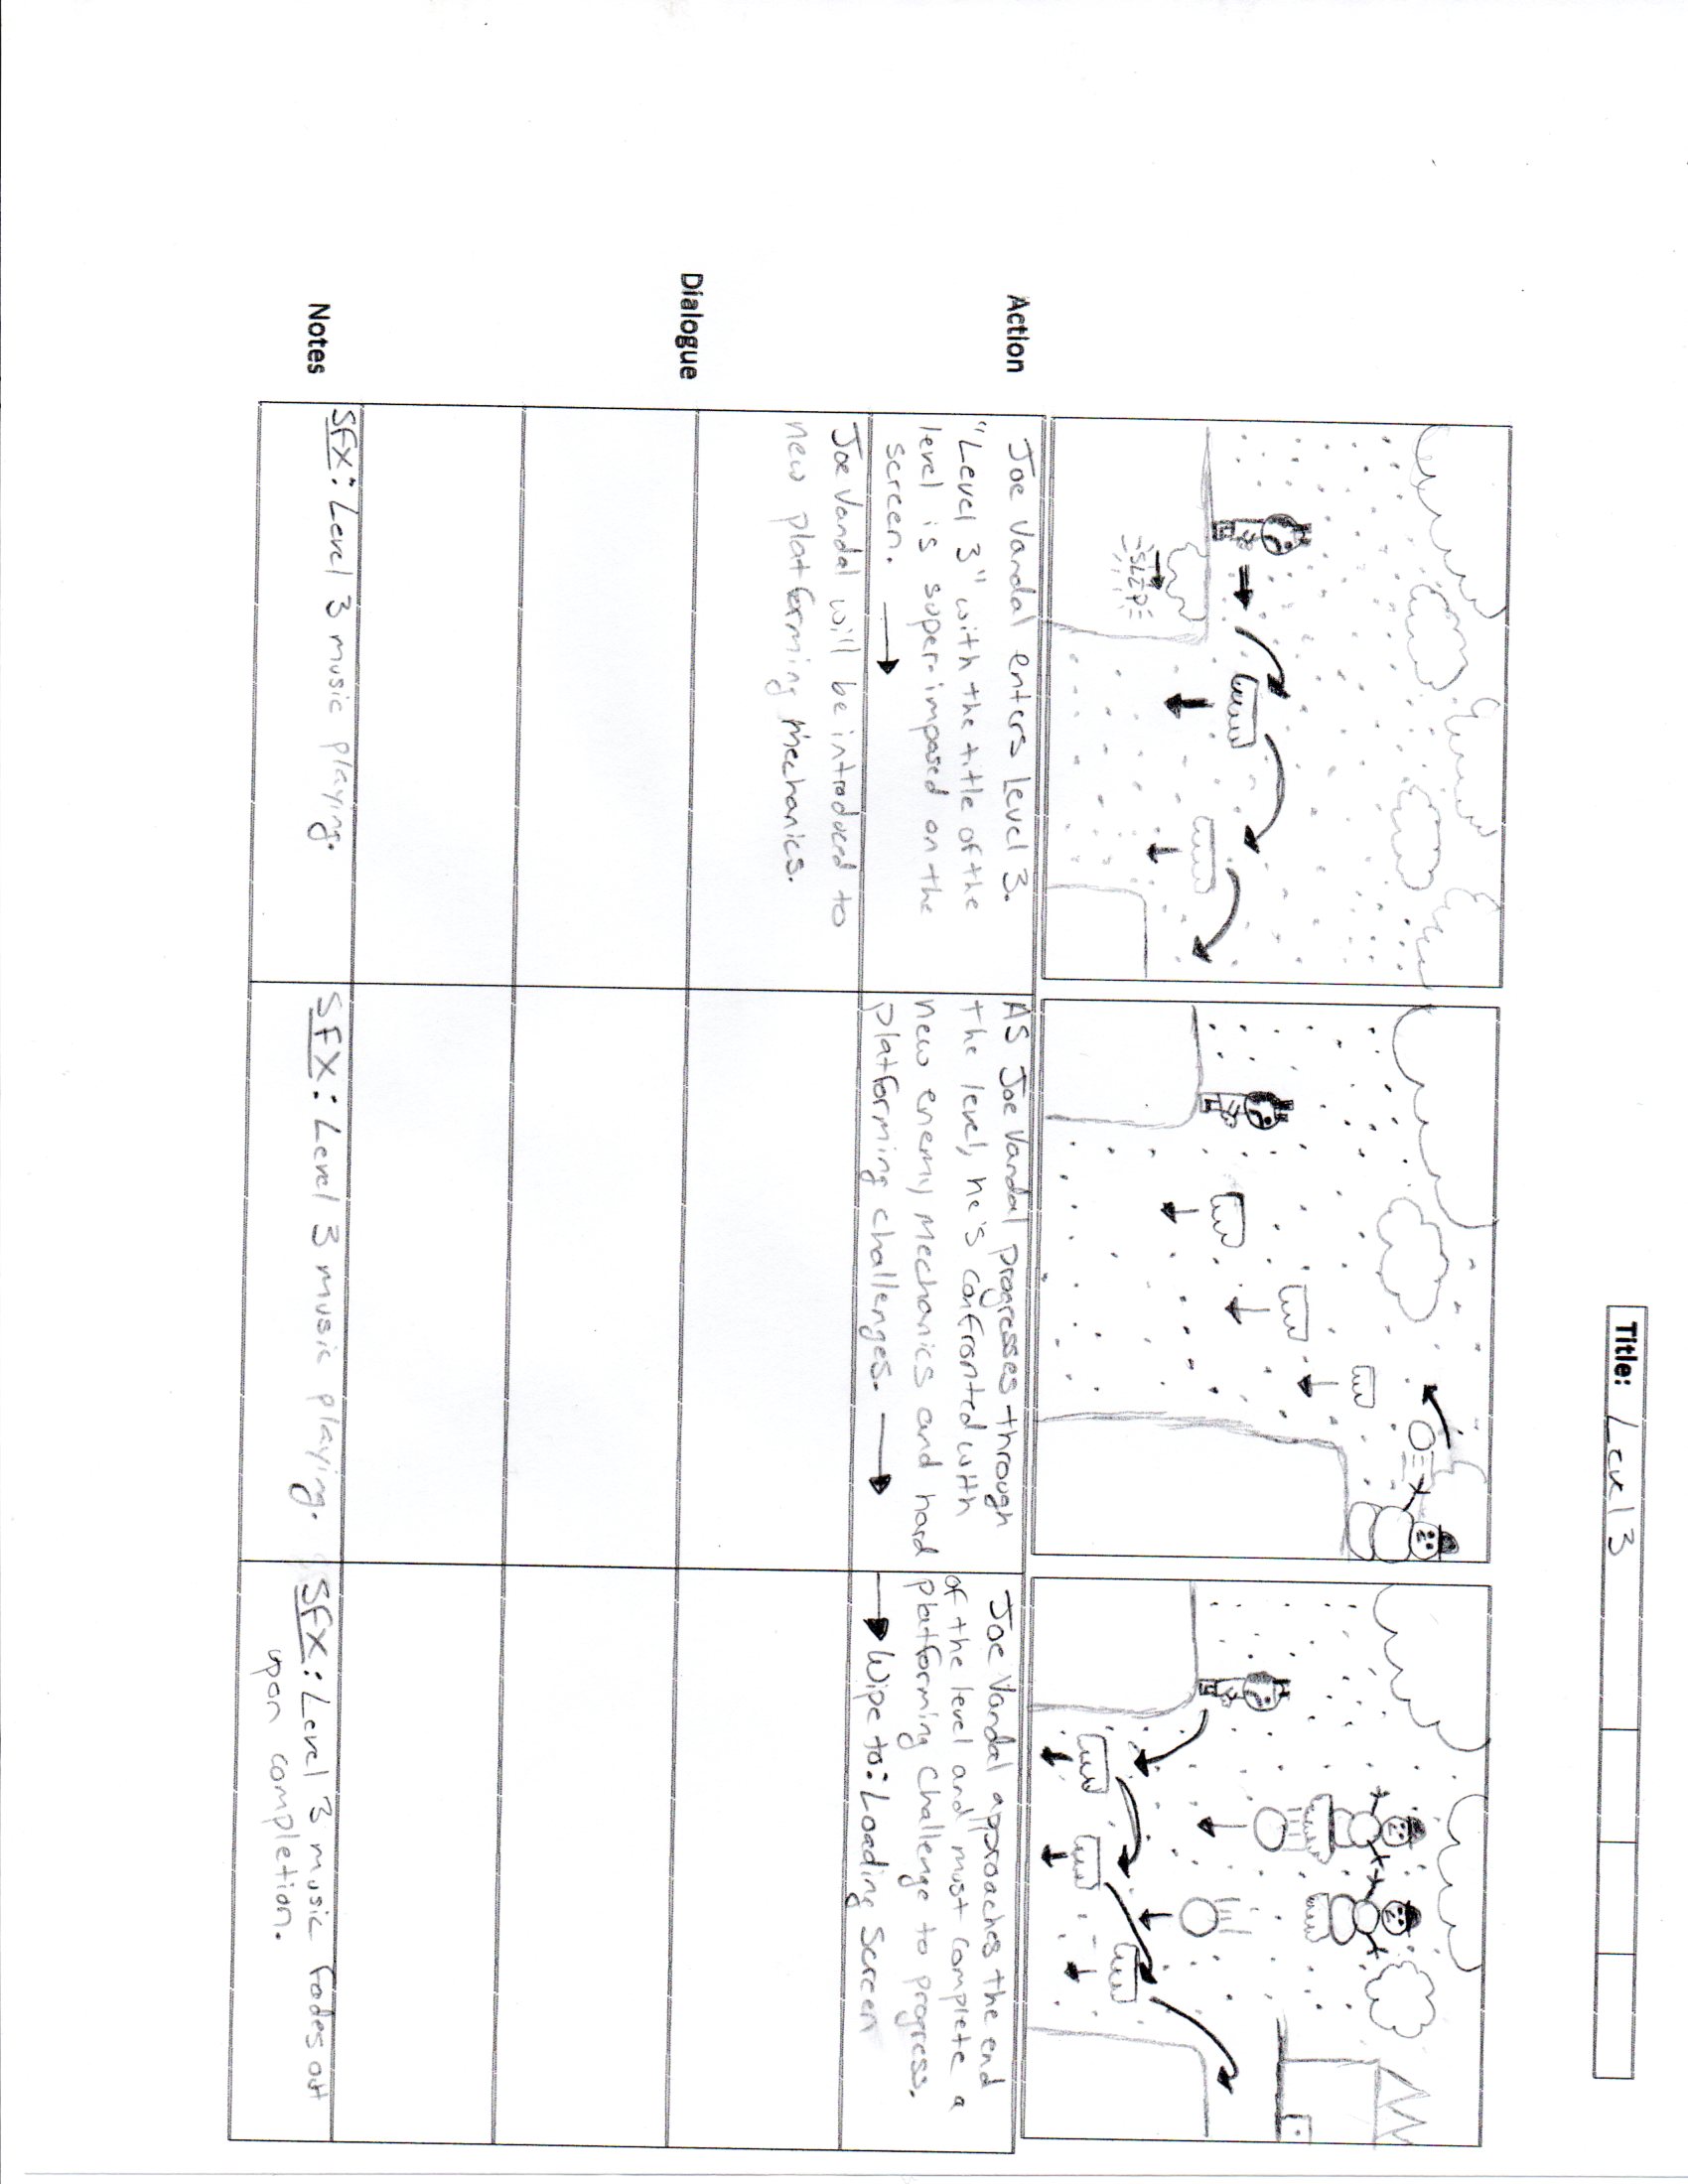 Title: Level 3
SLIP
Action
Joe Vandal enters Level 3.
"Level 3" with the title of the
level is super-imposed on the
screen.
AS Joe Vandal progresses through
the level, he's confronted with
new enemy mechanics and hard
platforming challenges.
Joe Vandal approaches the end
of the level and must complete a
platforming challenge to progress.
Wipe to: Loading Screen
Joe Vandal will be introduced to
new platforming mechanics.
Dialogue
Notes
SFX: Level 3 music playing.
SFX: Level 3 music playing.
SFX: Level 3 music fades out
upon completion.